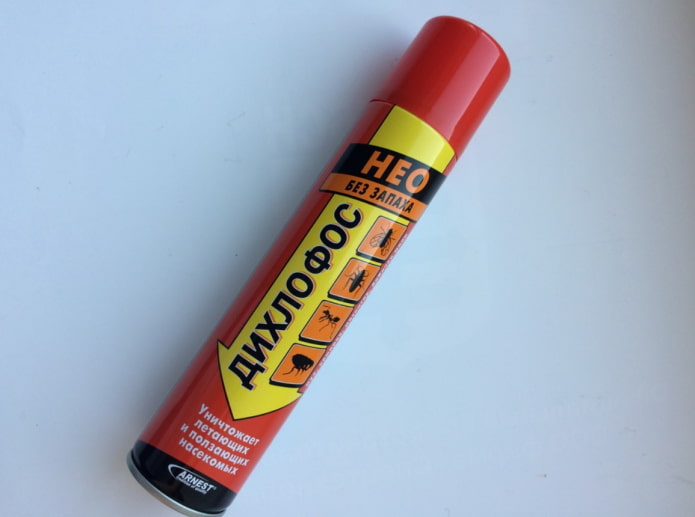 НЕО
БЕЗ ЗАПАХА
ДИХЛОФОС
Уничтожает
летающих
и ползающих
насекомых
ARNEST®